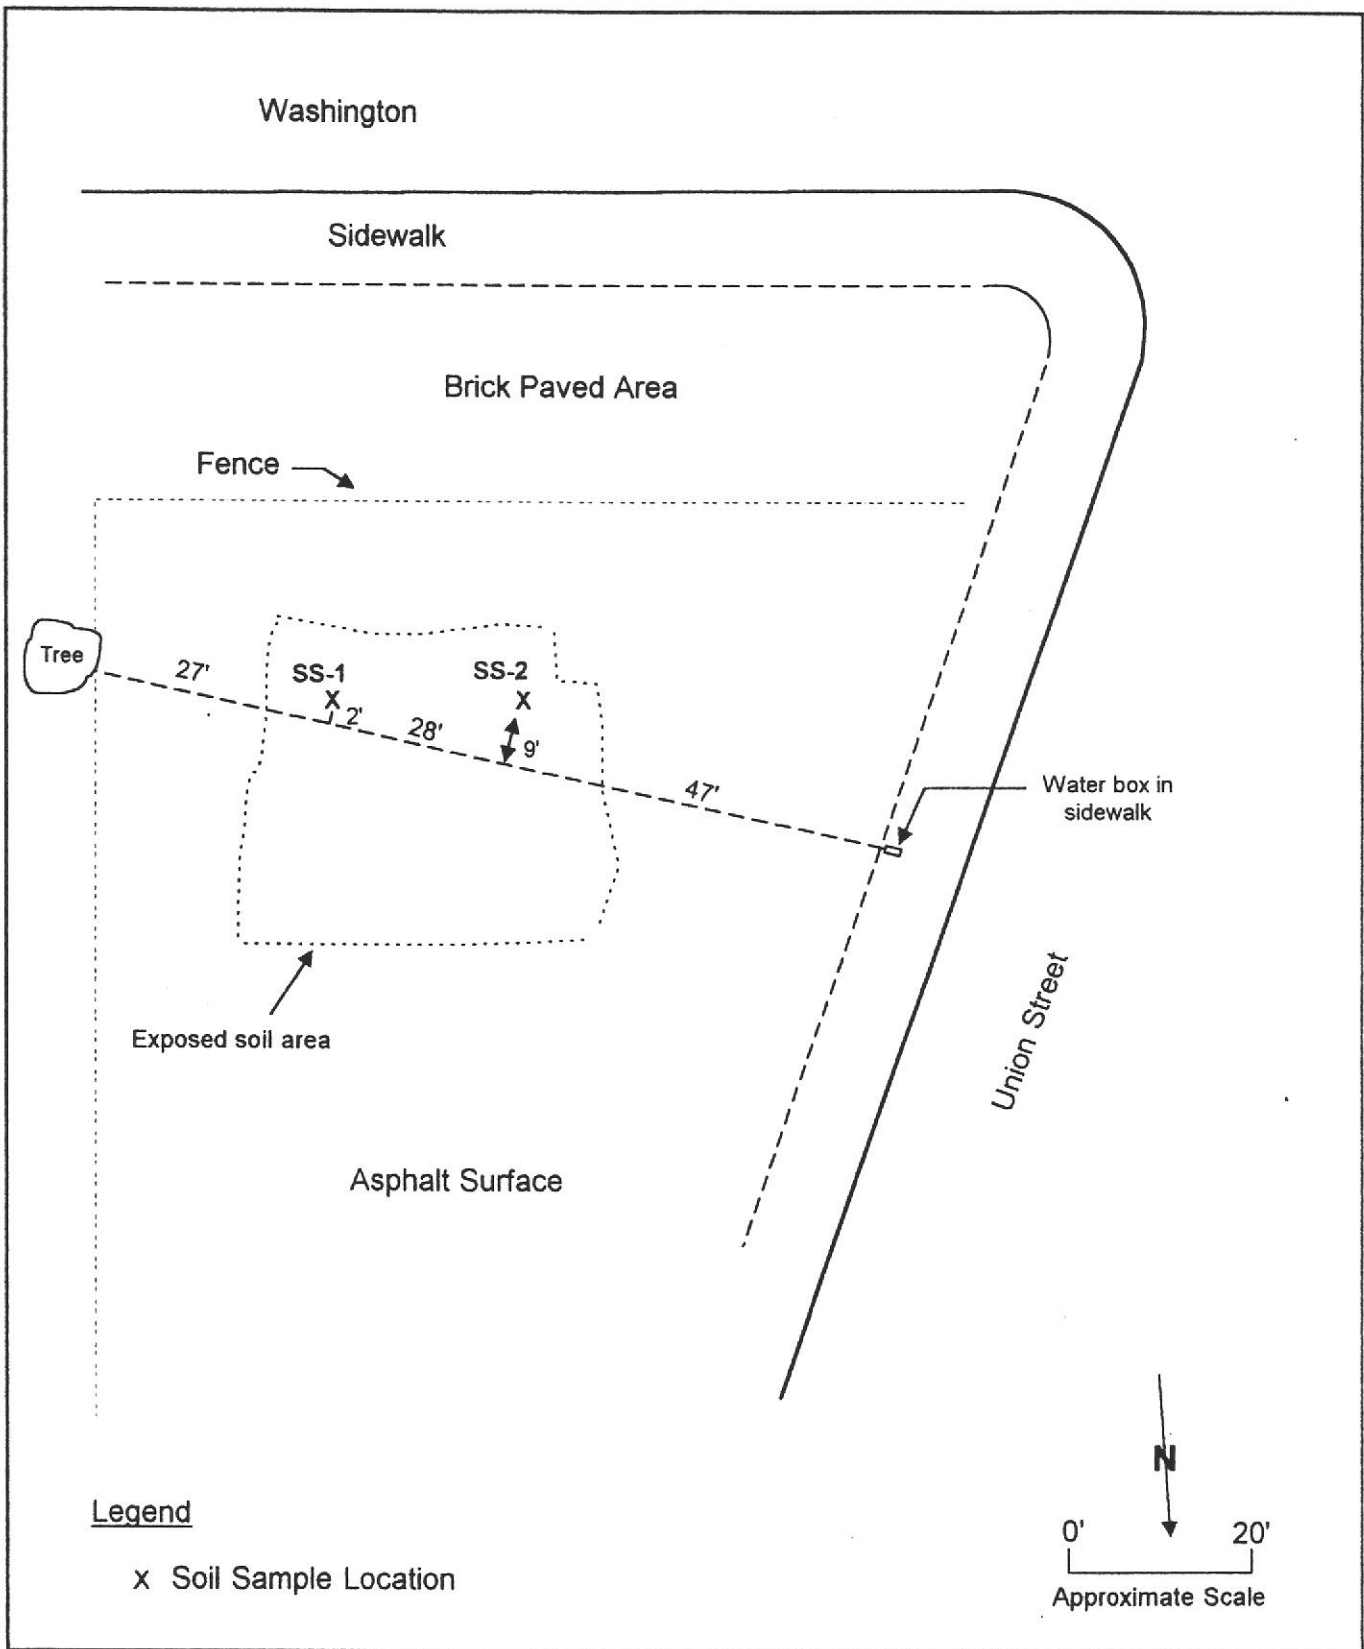 Washington
Sidewalk
Brick Paved Area
Fence
Tree
27'
SS-1
X
2'
28'
SS-2
X
9'
47'
Water box in
sidewalk
Exposed soil area
Union Street
Asphalt Surface
N
Legend
x Soil Sample Location
0' 20'
Approximate Scale